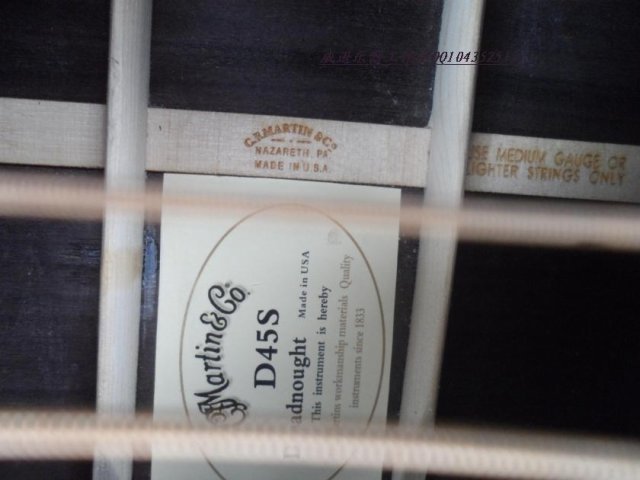 C.F. MARTIN & Co.
NAZARETH, PA.
MADE IN U.S.A.
USE MEDIUM GAUGE OR
LIGHTER STRINGS ONLY
Martin & Co.
D45S
Made in USA
This instrument is hereby
workmanship materials Quality
instruments since 1833